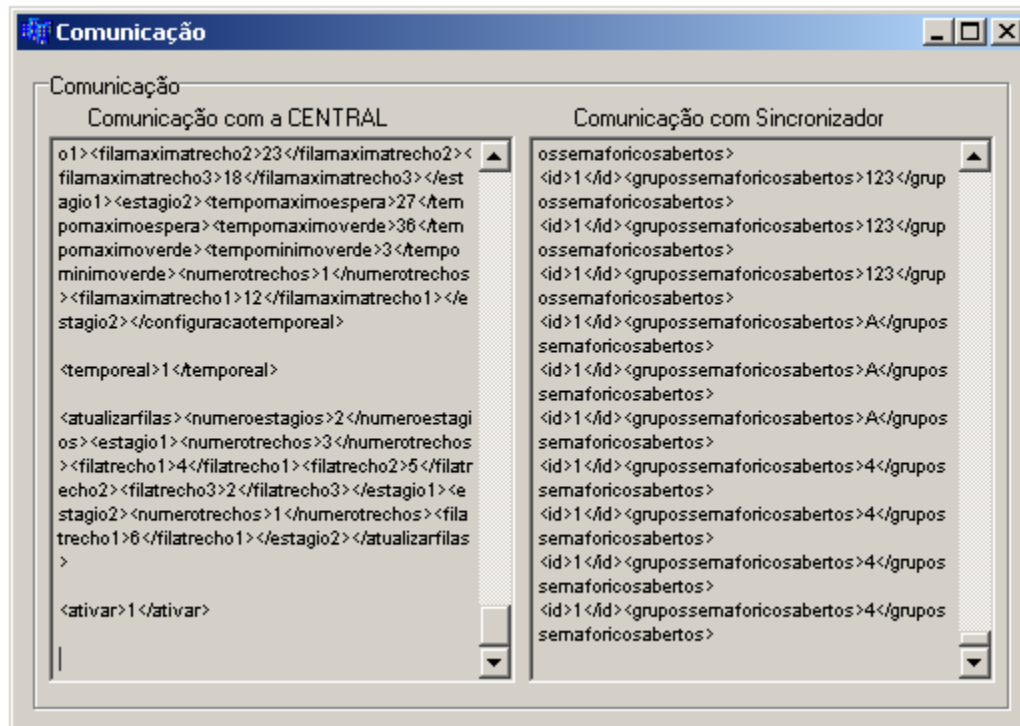 Comunicação
Comunicação
Comunicação com a CENTRAL
o1><filamaximatrecho2>23</filamaximatrecho2><
filamaximatrecho3>18</filamaximatrecho3></est
agio1><estagio2><tempomaximoespera>27</tem
pomaximoespera><tempomaximoverde>36</tem
pomaximoverde><tempominimoverde>3</tempo
minimoverde><numerotrechos>1</numerotrechos
><filamaximatrecho1>12</filamaximatrecho1></e
stagio2></configuracaotemporeal>
<temporeal>1</temporeal>
<atualizarfilas><numeroestagios>2</numeroestagi
os><estagio1><numerotrechos>3</numerotrechos
><filatrecho1>4</filatrecho1><filatrecho2>5</filatr
echo2><filatrecho3>2</filatrecho3></estagio1><e
stagio2><numerotrechos>1</numerotrechos><fila
trecho1>6</filatrecho1></estagio2></atualizarfilas
>
<ativar>1</ativar>
Comunicação com Sincronizador
ossemaforicosabertos>
<id>1</id><grupossemaforicosabertos>123</grup
ossemaforicosabertos>
<id>1</id><grupossemaforicosabertos>123</grup
ossemaforicosabertos>
<id>1</id><grupossemaforicosabertos>123</grup
ossemaforicosabertos>
<id>1</id><grupossemaforicosabertos>A</grupos
semaforicosabertos>
<id>1</id><grupossemaforicosabertos>A</grupos
semaforicosabertos>
<id>1</id><grupossemaforicosabertos>A</grupos
semaforicosabertos>
<id>1</id><grupossemaforicosabertos>4</grupos
semaforicosabertos>
<id>1</id><grupossemaforicosabertos>4</grupos
semaforicosabertos>
<id>1</id><grupossemaforicosabertos>4</grupos
semaforicosabertos>
<id>1</id><grupossemaforicosabertos>4</grupos
semaforicosabertos>